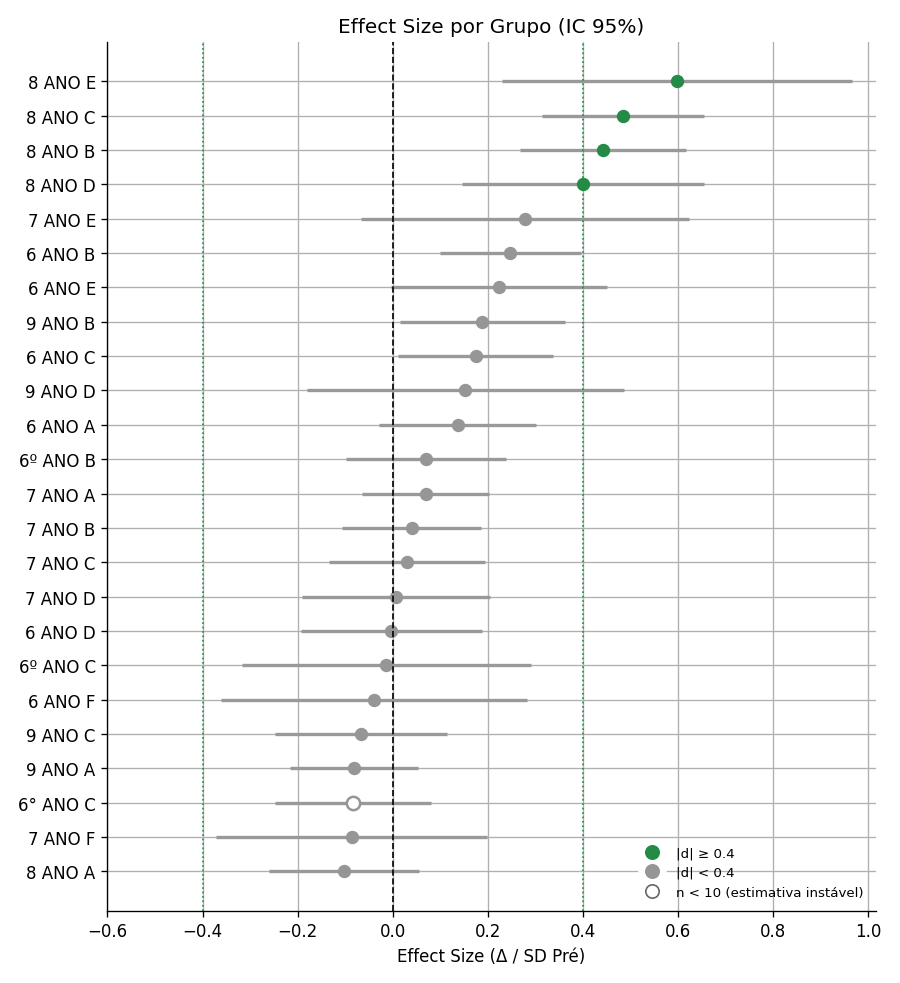 Effect Size por Grupo (IC 95%)
8 ANO E
8 ANO C
8 ANO B
8 ANO D
7 ANO E
6 ANO B
6 ANO E
9 ANO B
6 ANO C
9 ANO D
6 ANO A
6º ANO B
7 ANO A
7 ANO B
7 ANO C
7 ANO D
6 ANO D
6º ANO C
6 ANO F
9 ANO C
9 ANO A
6° ANO C
7 ANO F
8 ANO A
|d| ≥ 0.4
|d| < 0.4
n < 10 (estimativa instável)
−0.6 −0.4 −0.2 0.0 0.2 0.4 0.6 0.8 1.0
Effect Size (Δ / SD Pré)